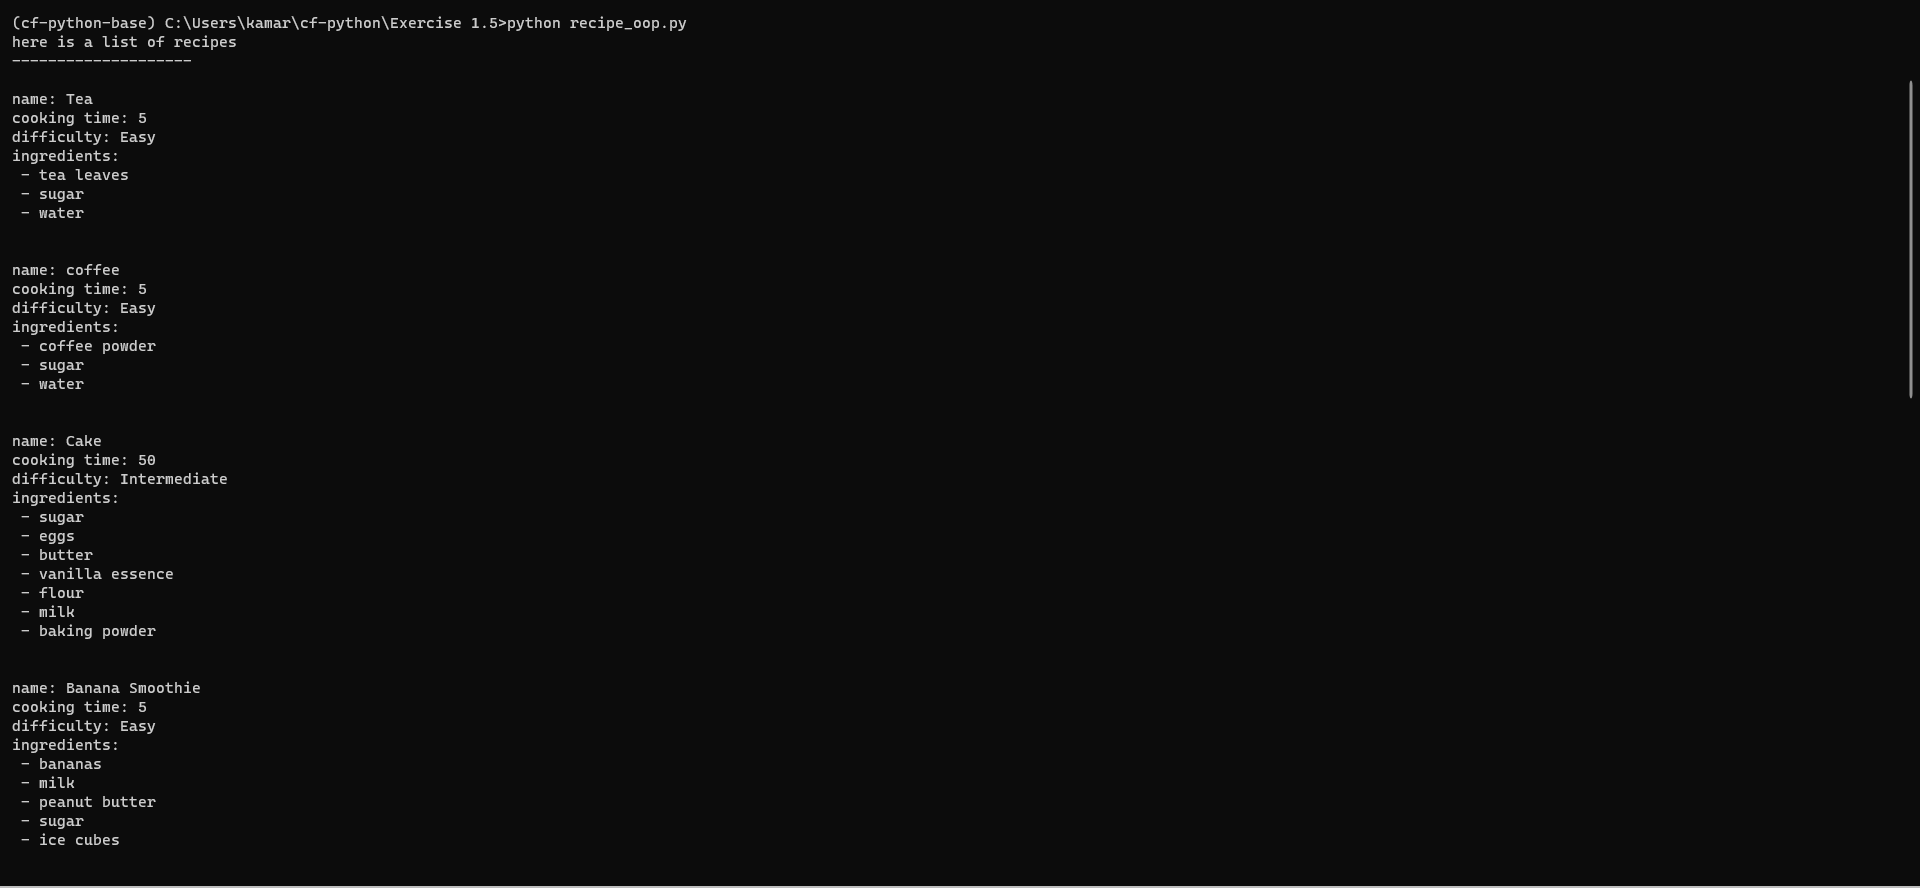 (cf-python-base) C:\Users\kamar\cf-python\Exercise 1.5>python recipe_oop.py
here is a list of recipes
--------------------
name: Tea
cooking time: 5
difficulty: Easy
ingredients:
 - tea leaves
 - sugar
 - water
name: coffee
cooking time: 5
difficulty: Easy
ingredients:
 - coffee powder
 - sugar
 - water
name: Cake
cooking time: 50
difficulty: Intermediate
ingredients:
 - sugar
 - eggs
 - butter
 - vanilla essence
 - flour
 - milk
 - baking powder
name: Banana Smoothie
cooking time: 5
difficulty: Easy
ingredients:
 - bananas
 - milk
 - peanut butter
 - sugar
 - ice cubes